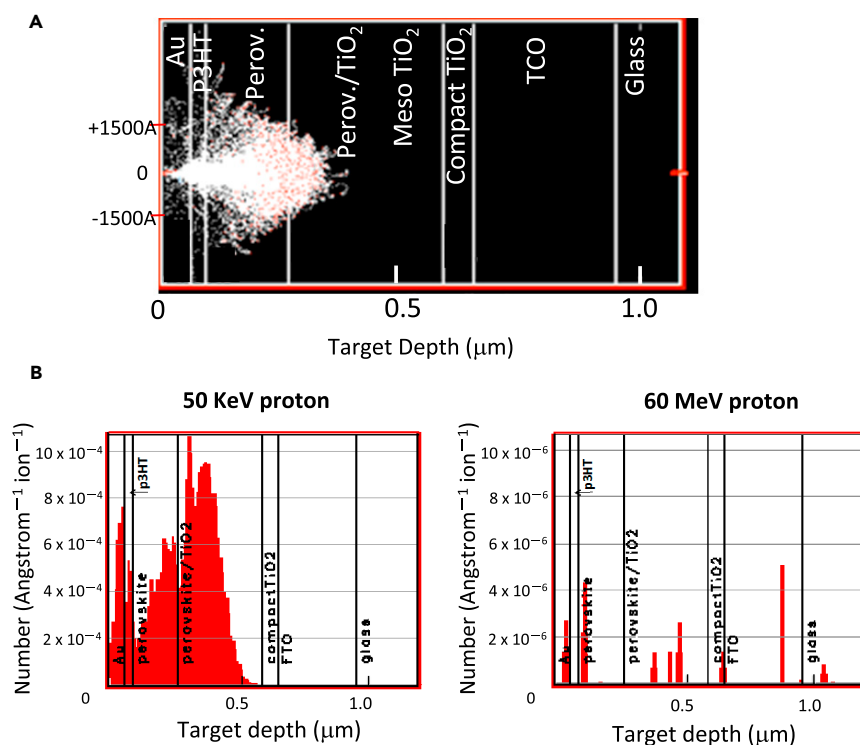 A
Au
P3HT
Perov.
Perov./TiO₂
Meso TiO₂
Compact TiO₂
TCO
Glass
+1500A
0
-1500A
0
0.5
1.0
Target Depth (μm)
B
50 KeV proton
Number (Angstrom⁻¹ ion⁻¹)
10 x 10⁻⁴
8 x 10⁻⁴
6 x 10⁻⁴
4 x 10⁻⁴
2 x 10⁻⁴
0
Au
p3HT
perovskite
perovskite/TiO2
compactTiO2
FTO
glass
0.5
1.0
Target depth (μm)
60 MeV proton
Number (Angstrom⁻¹ ion⁻¹)
10 x 10⁻⁶
8 x 10⁻⁶
6 x 10⁻⁶
4 x 10⁻⁶
2 x 10⁻⁶
0
Au
p3HT
perovskite
perovskite/TiO2
compactTiO2
FTO
glass
0.5
1.0
Target depth (μm)